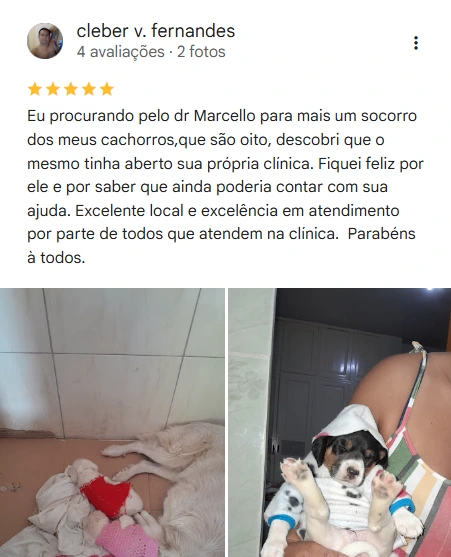 cleber v. fernandes
4 avaliações · 2 fotos
Eu procurando pelo dr Marcello para mais um socorro
dos meus cachorros,que são oito, descobri que o
mesmo tinha aberto sua própria clínica. Fiquei feliz por
ele e por saber que ainda poderia contar com sua
ajuda. Excelente local e excelência em atendimento
por parte de todos que atendem na clínica.  Parabéns
à todos.